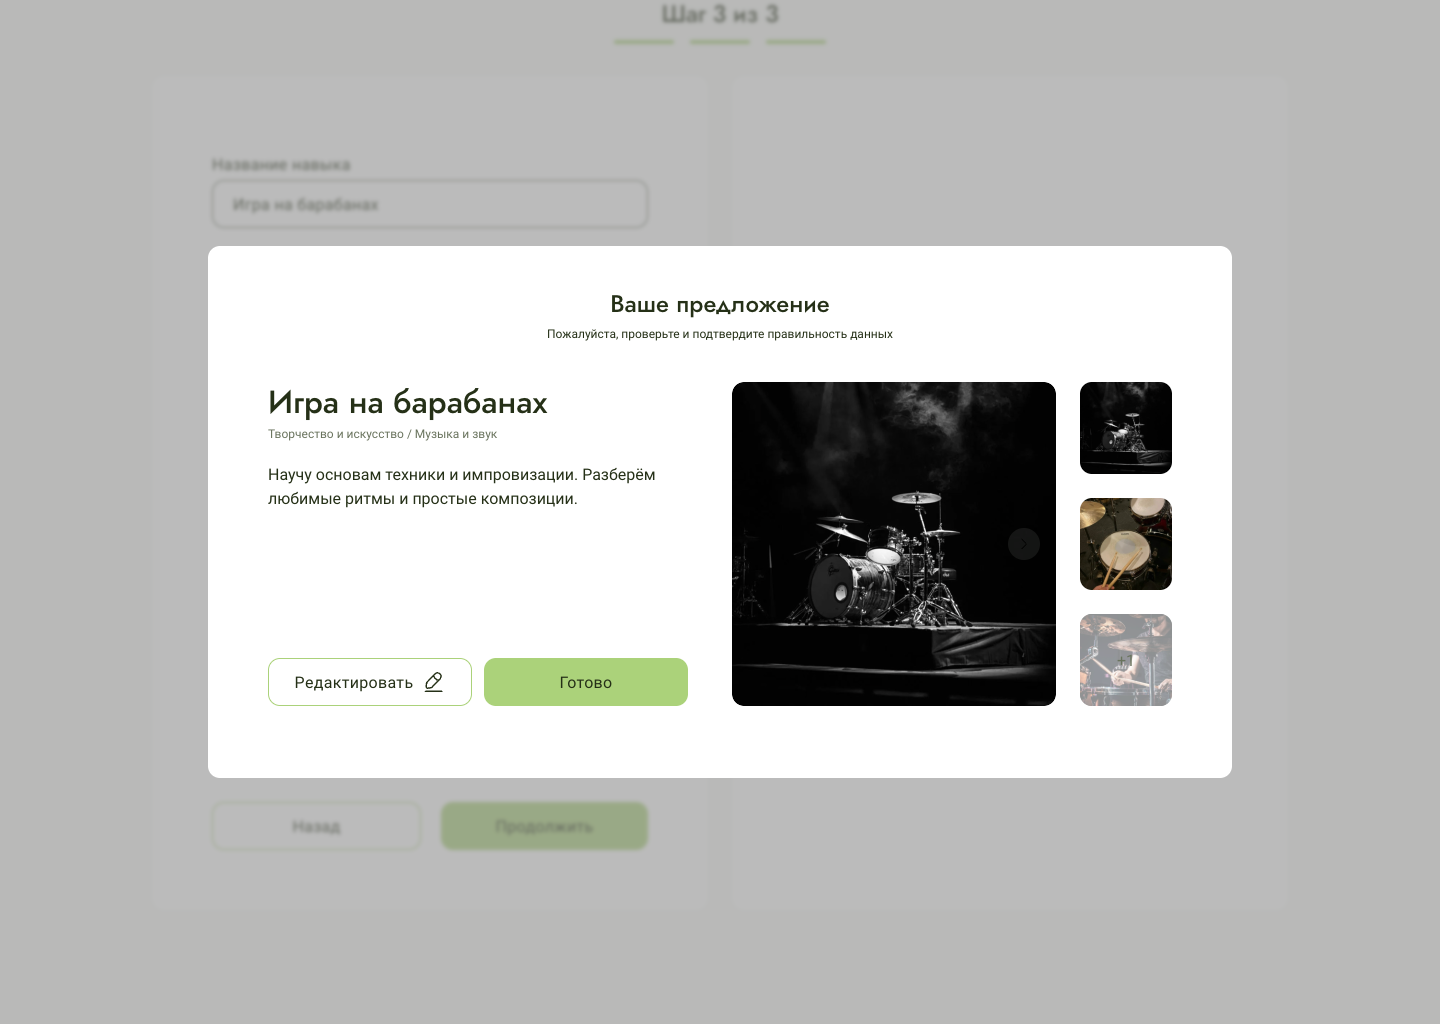 Шаг 3 из 3
Название навыка
Игра на барабанах
Ваше предложение
Пожалуйста, проверьте и подтвердите правильность данных
Игра на барабанах
Творчество и искусство / Музыка и звук
Научу основам техники и импровизации. Разберём
любимые ритмы и простые композиции.
+1
Редактировать
Готово
Назад
Продолжить